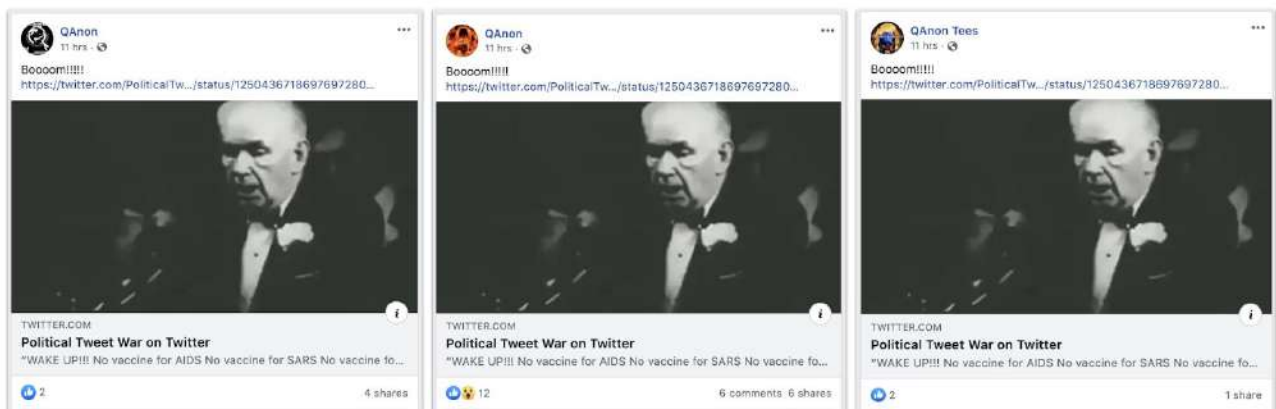 QAnon
11 hrs ·
Boooom!!!!!
https://twitter.com/PoliticalTw.../status/1250436718697697280...
TWITTER.COM
Political Tweet War on Twitter
"WAKE UP!!! No vaccine for AIDS No vaccine for SARS No vaccine fo...
2
4 shares
QAnon
11 hrs ·
Boooom!!!!!
https://twitter.com/PoliticalTw.../status/1250436718697697280...
TWITTER.COM
Political Tweet War on Twitter
"WAKE UP!!! No vaccine for AIDS No vaccine for SARS No vaccine fo...
12
6 comments 6 shares
QAnon Tees
11 hrs ·
Boooom!!!!!
https://twitter.com/PoliticalTw.../status/1250436718697697280...
TWITTER.COM
Political Tweet War on Twitter
"WAKE UP!!! No vaccine for AIDS No vaccine for SARS No vaccine fo...
2
1 share